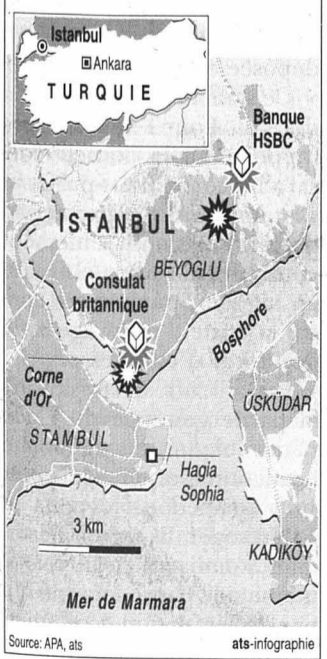 Istanbul
Ankara
TURQUIE
Banque
HSBC
ISTANBUL
BEYOGLU
Consulat
britannique
Bosphore
Corne
d'Or
ÜSKÜDAR
STAMBUL
Hagia
Sophia
3 km
KADIKÖY
Mer de Marmara
Source: APA, ats
ats-infographie